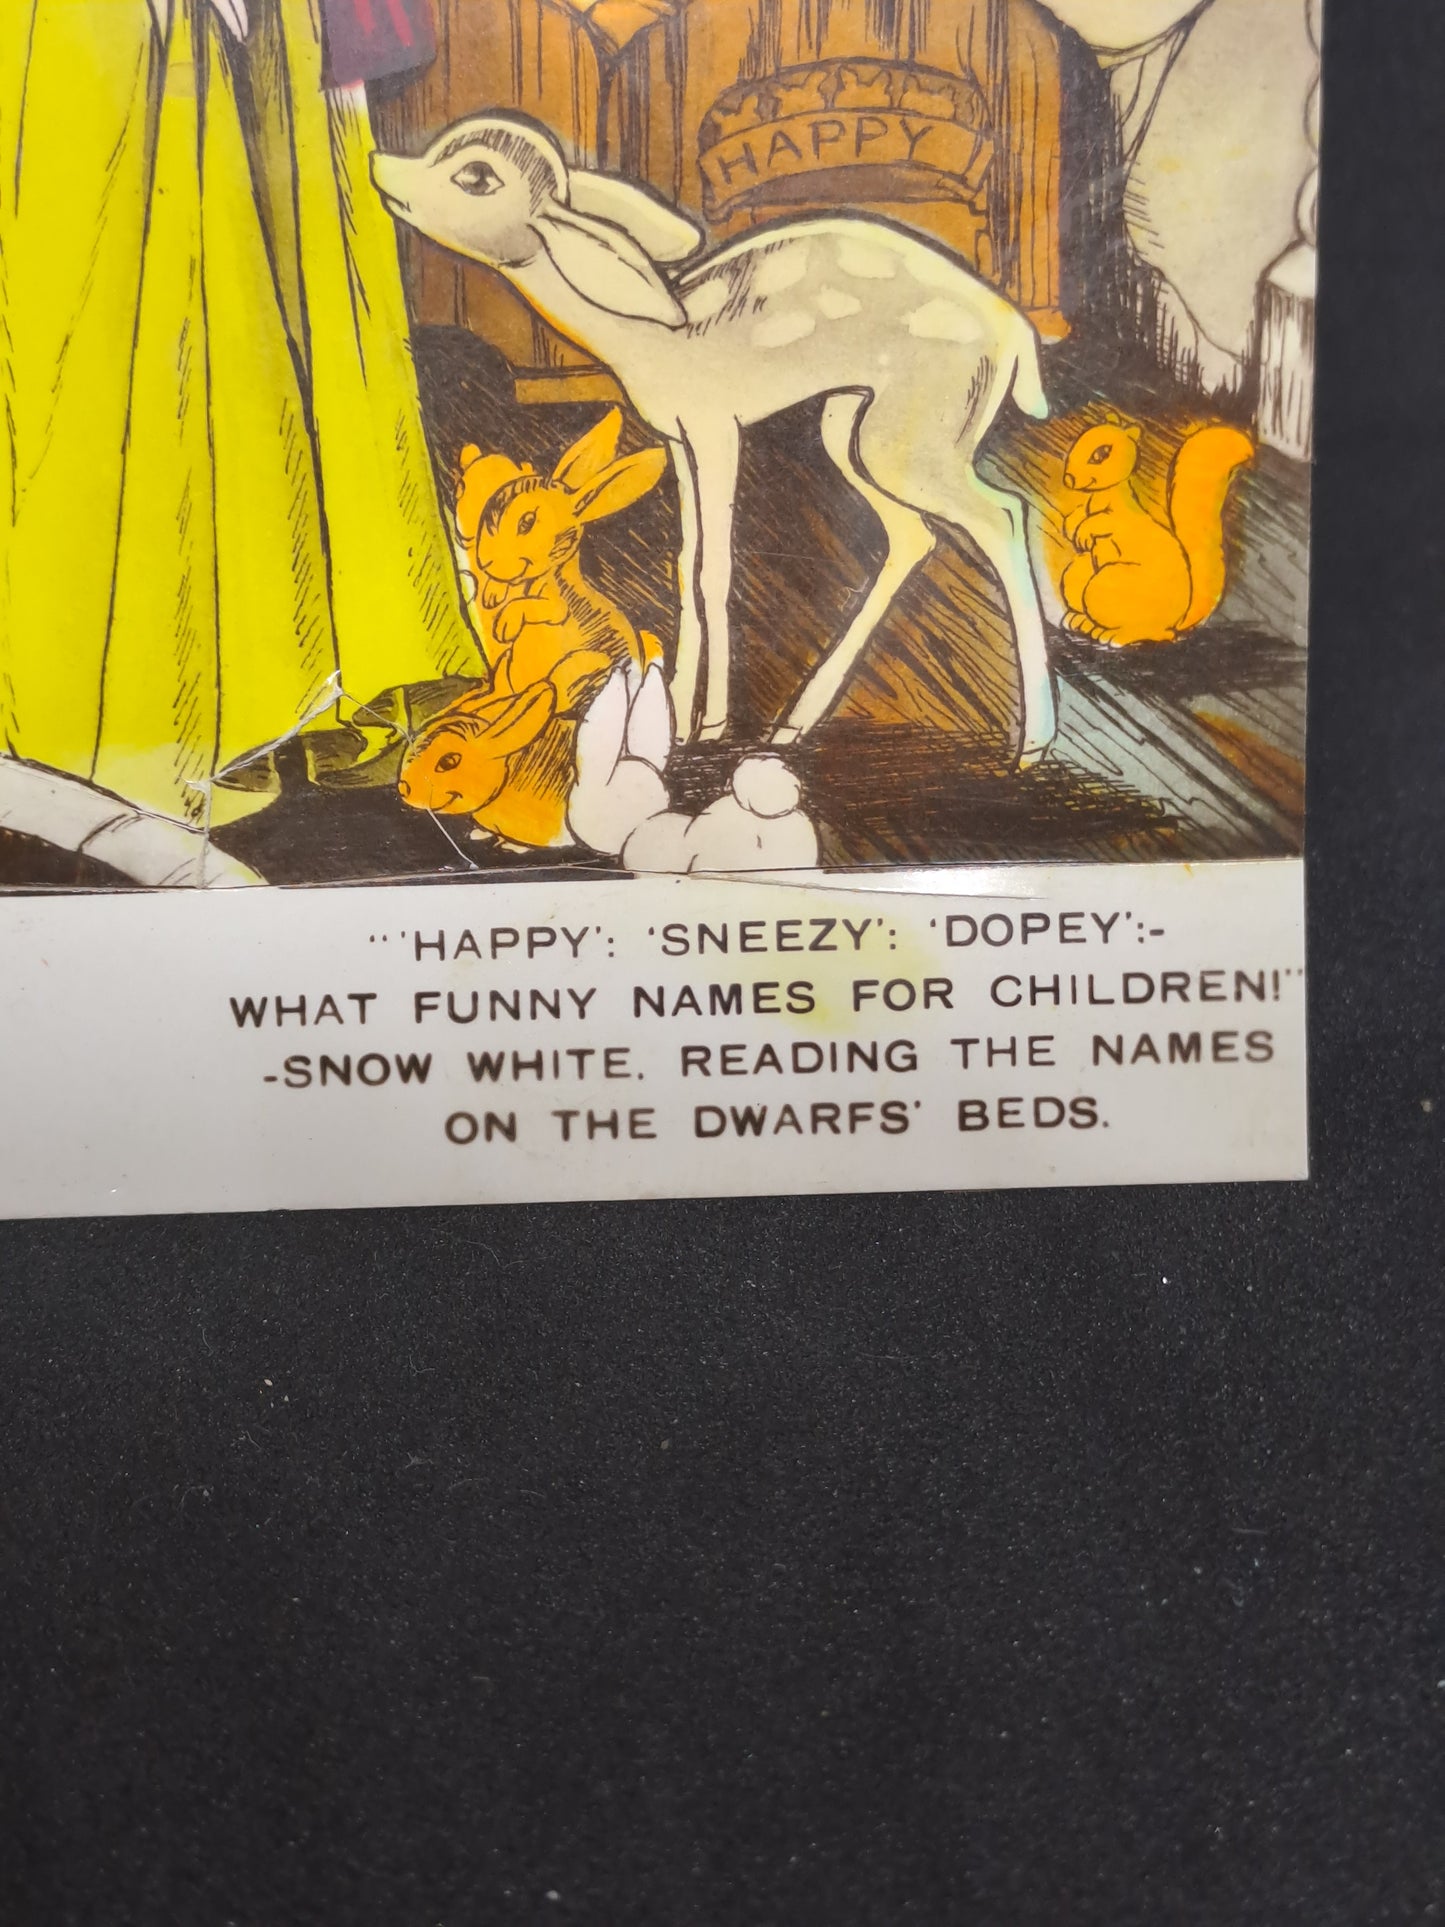 HAPPY
"'HAPPY': 'SNEEZY': 'DOPEY':-
WHAT FUNNY NAMES FOR CHILDREN!"
-SNOW WHITE. READING THE NAMES
ON THE DWARFS' BEDS.